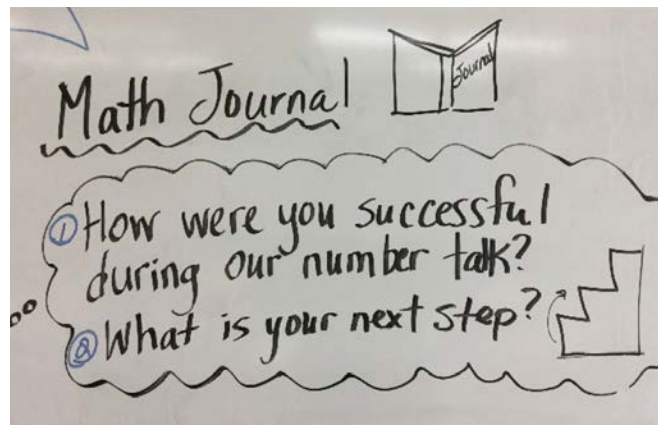 Math Journal
Journal
① How were you successful
during our number talk?
② What is your next step?